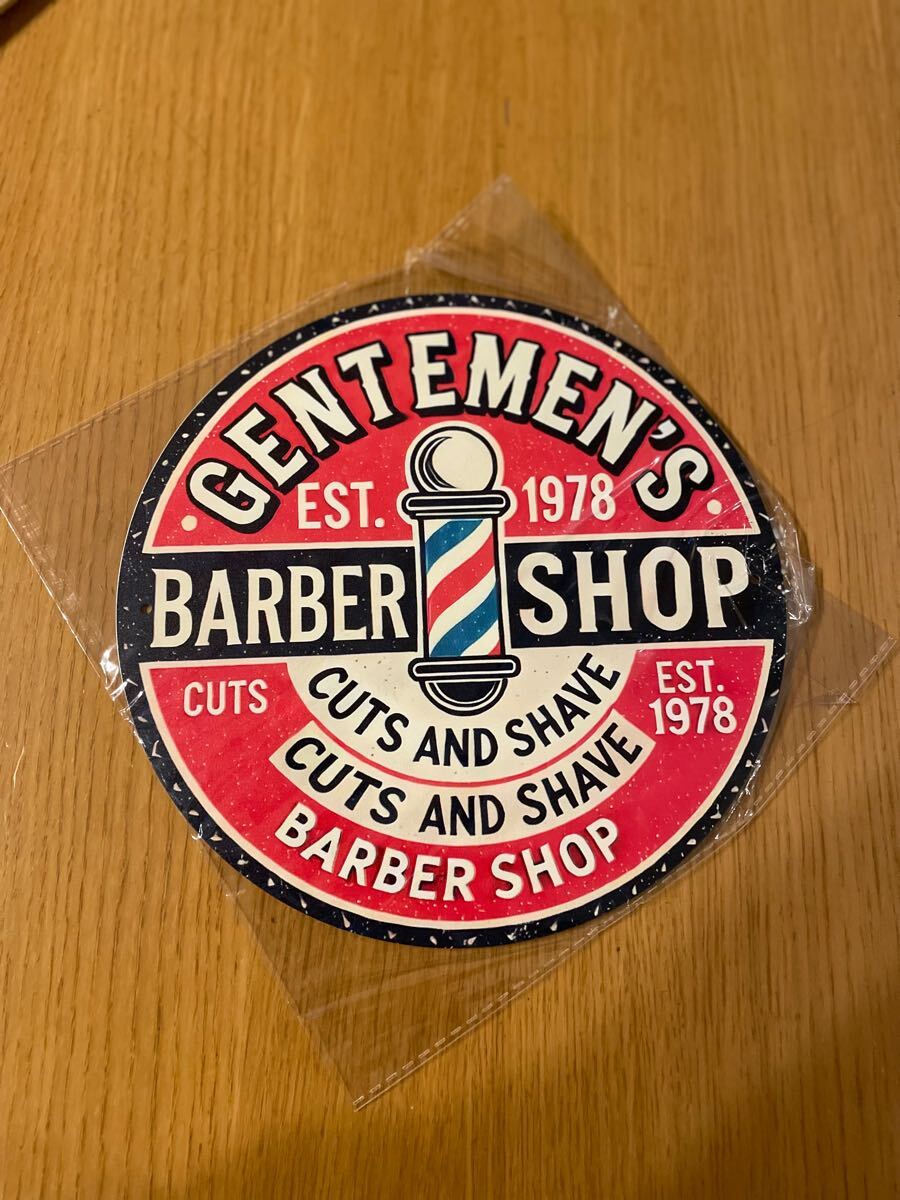 GENTEMEN'S
EST. 1978
BARBER SHOP
CUTS
EST.
1978
CUTS AND SHAVE
CUTS AND SHAVE
BARBER SHOP